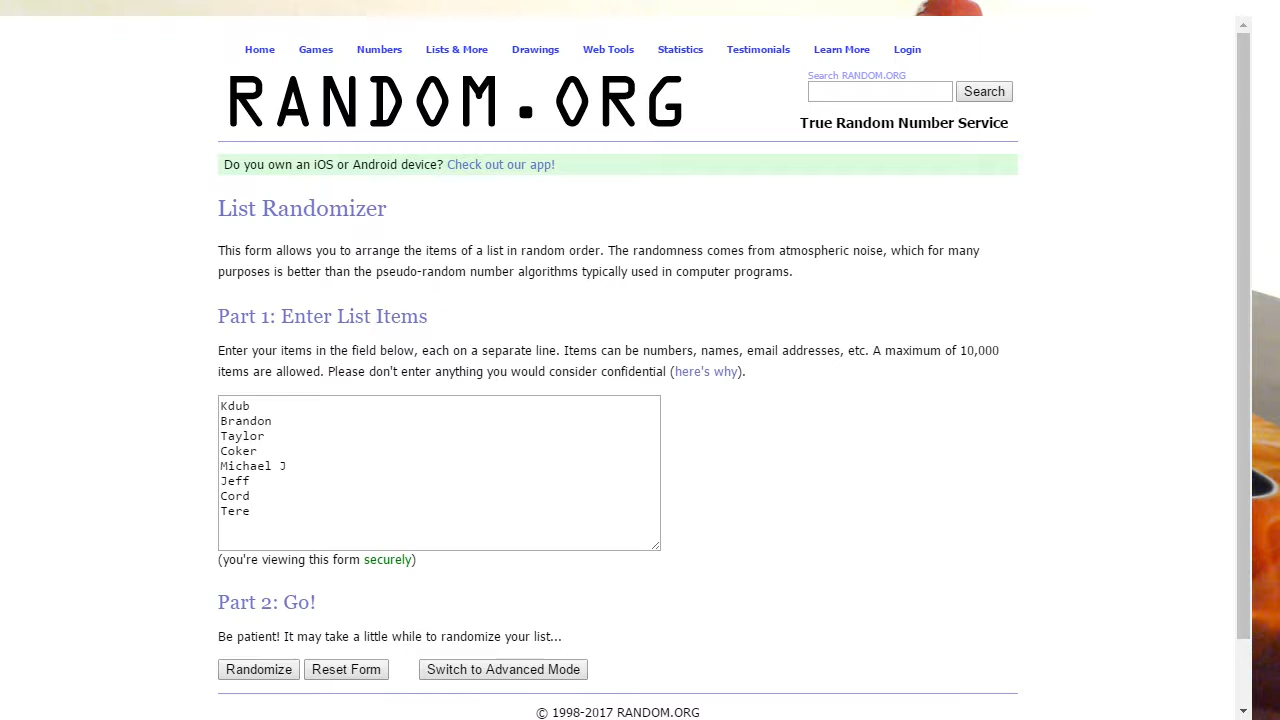 Home Games Numbers Lists & More Drawings Web Tools Statistics Testimonials Learn More Login
RANDOM.ORG
Search RANDOM.ORG
Search
True Random Number Service
Do you own an iOS or Android device? Check out our app!
List Randomizer
This form allows you to arrange the items of a list in random order. The randomness comes from atmospheric noise, which for many
purposes is better than the pseudo-random number algorithms typically used in computer programs.
Part 1: Enter List Items
Enter your items in the field below, each on a separate line. Items can be numbers, names, email addresses, etc. A maximum of 10,000
items are allowed. Please don't enter anything you would consider confidential (here's why).
Kdub
Brandon
Taylor
Coker
Michael J
Jeff
Cord
Tere
(you're viewing this form securely)
Part 2: Go!
Be patient! It may take a little while to randomize your list...
Randomize Reset Form Switch to Advanced Mode
© 1998-2017 RANDOM.ORG